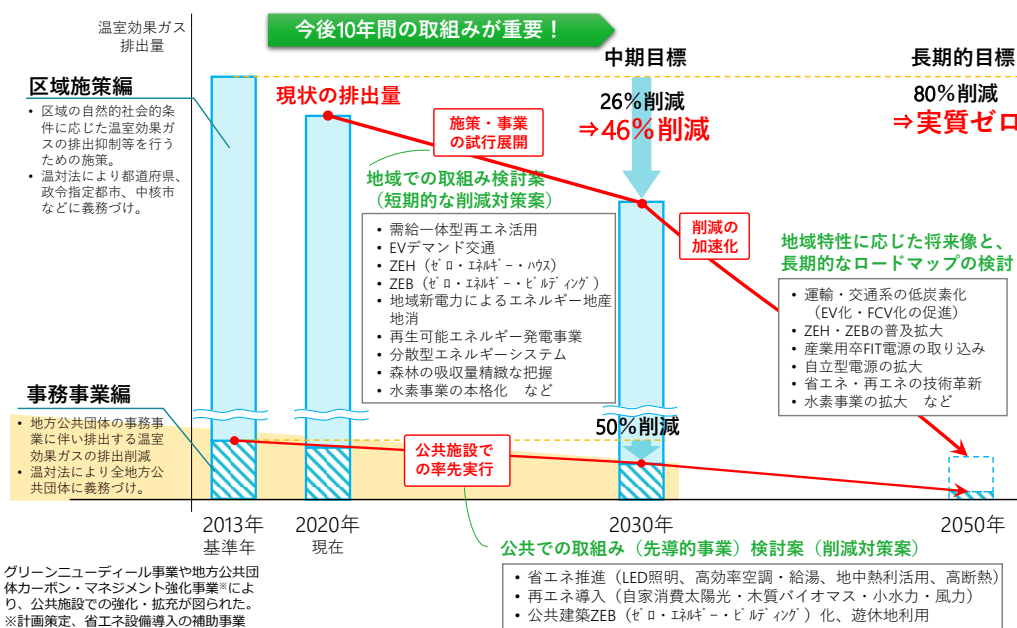 温室効果ガス
排出量
今後10年間の取組みが重要！
中期目標
長期的目標
区域施策編
• 区域の自然的社会的条
件に応じた温室効果ガ
スの排出抑制等を行う
ための施策。
• 温対法により都道府県、
政令指定都市、中核市
などに義務づけ。
現状の排出量
施策・事業
の試行展開
26%削減
⇒46%削減
80%削減
⇒実質ゼロ
地域での取組み検討案
（短期的な削減対策案）
• 需給一体型再エネ活用
• EVデマンド交通
• ZEH（ｾﾞﾛ・ｴﾈﾙｷﾞｰ・ﾊｳｽ）
• ZEB（ｾﾞﾛ・ｴﾈﾙｷﾞｰ・ﾋﾞﾙﾃﾞｨﾝｸﾞ）
• 地域新電力によるエネルギー地産
地消
• 再生可能エネルギー発電事業
• 分散型エネルギーシステム
• 森林の吸収量精緻な把握
• 水素事業の本格化　など
削減の
加速化
地域特性に応じた将来像と、
長期的なロードマップの検討
• 運輸・交通系の低炭素化
（EV化・FCV化の促進）
• ZEH・ZEBの普及拡大
• 産業用卒FIT電源の取り込み
• 自立型電源の拡大
• 省エネ・再エネの技術革新
• 水素事業の拡大　など
事務事業編
• 地方公共団体の事務事
業に伴い排出する温室
効果ガスの排出削減
• 温対法により全地方公
共団体に義務づけ。
公共施設で
の率先実行
50%削減
2013年
基準年
2020年
現在
2030年
2050年
公共での取組み（先導的事業）検討案（削減対策案）
• 省エネ推進（LED照明、高効率空調・給湯、地中熱利活用、高断熱）
• 再エネ導入（自家消費太陽光・木質バイオマス・小水力・風力）
• 公共建築ZEB（ｾﾞﾛ・ｴﾈﾙｷﾞｰ・ﾋﾞﾙﾃﾞｨﾝｸﾞ）化、遊休地利用
グリーンニューディール事業や地方公共団
体カーボン・マネジメント強化事業※によ
り、公共施設での強化・拡充が図られた。
※計画策定、省エネ設備導入の補助事業